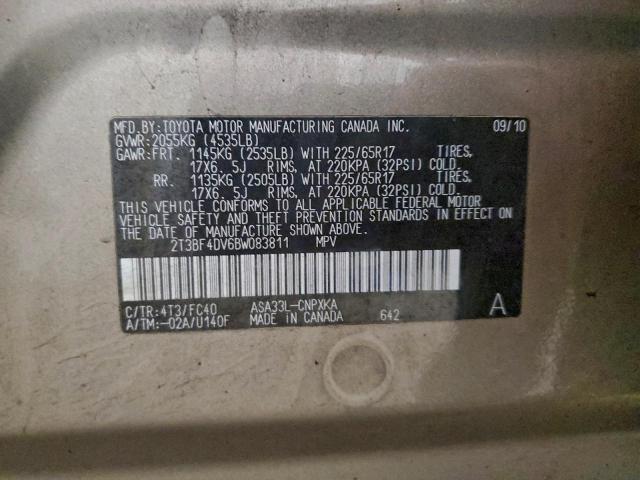 MFD.BY:TOYOTA MOTOR MANUFACTURING CANADA INC. 09/10
GVWR:2055KG (4535LB)
GAWR:FRT. 1145KG (2535LB) WITH 225/65R17 TIRES,
17X6. 5J RIMS, AT 220KPA (32PSI) COLD.
RR. 1135KG (2505LB) WITH 225/65R17 TIRES,
17X6. 5J RIMS, AT 220KPA (32PSI) COLD.
THIS VEHICLE CONFORMS TO ALL APPLICABLE FEDERAL MOTOR
VEHICLE SAFETY AND THEFT PREVENTION STANDARDS IN EFFECT ON
THE DATE OF MANUFACTURE SHOWN ABOVE.
2T3BF4DV6BW083811 MPV
C/TR:4T3/FC40 ASA33L-CNPXKA
A/TM:-02A/U140F MADE IN CANADA 642 A